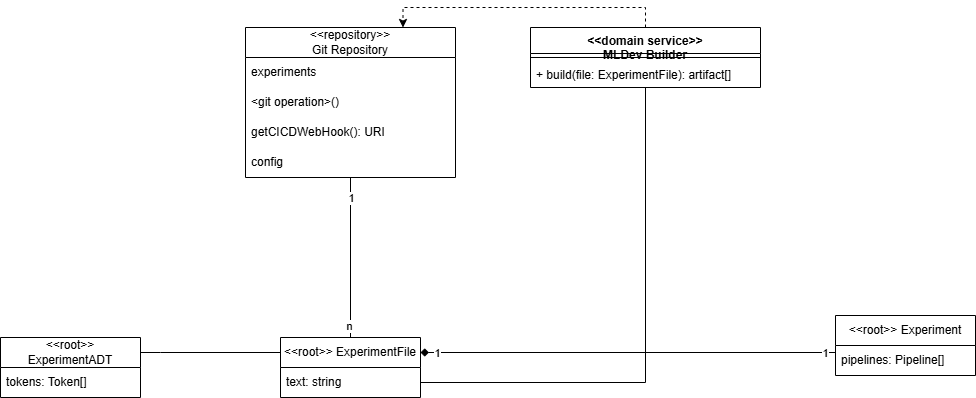 <<repository>>
Git Repository
experiments
<git operation>()
getCICDWebHook(): URI
config
<<domain service>>
MLDev Builder
+ build(file: ExperimentFile): artifact[]
1
n
<<root>>
ExperimentADT
tokens: Token[]
<<root>> ExperimentFile
text: string
1
1
<<root>> Experiment
pipelines: Pipeline[]